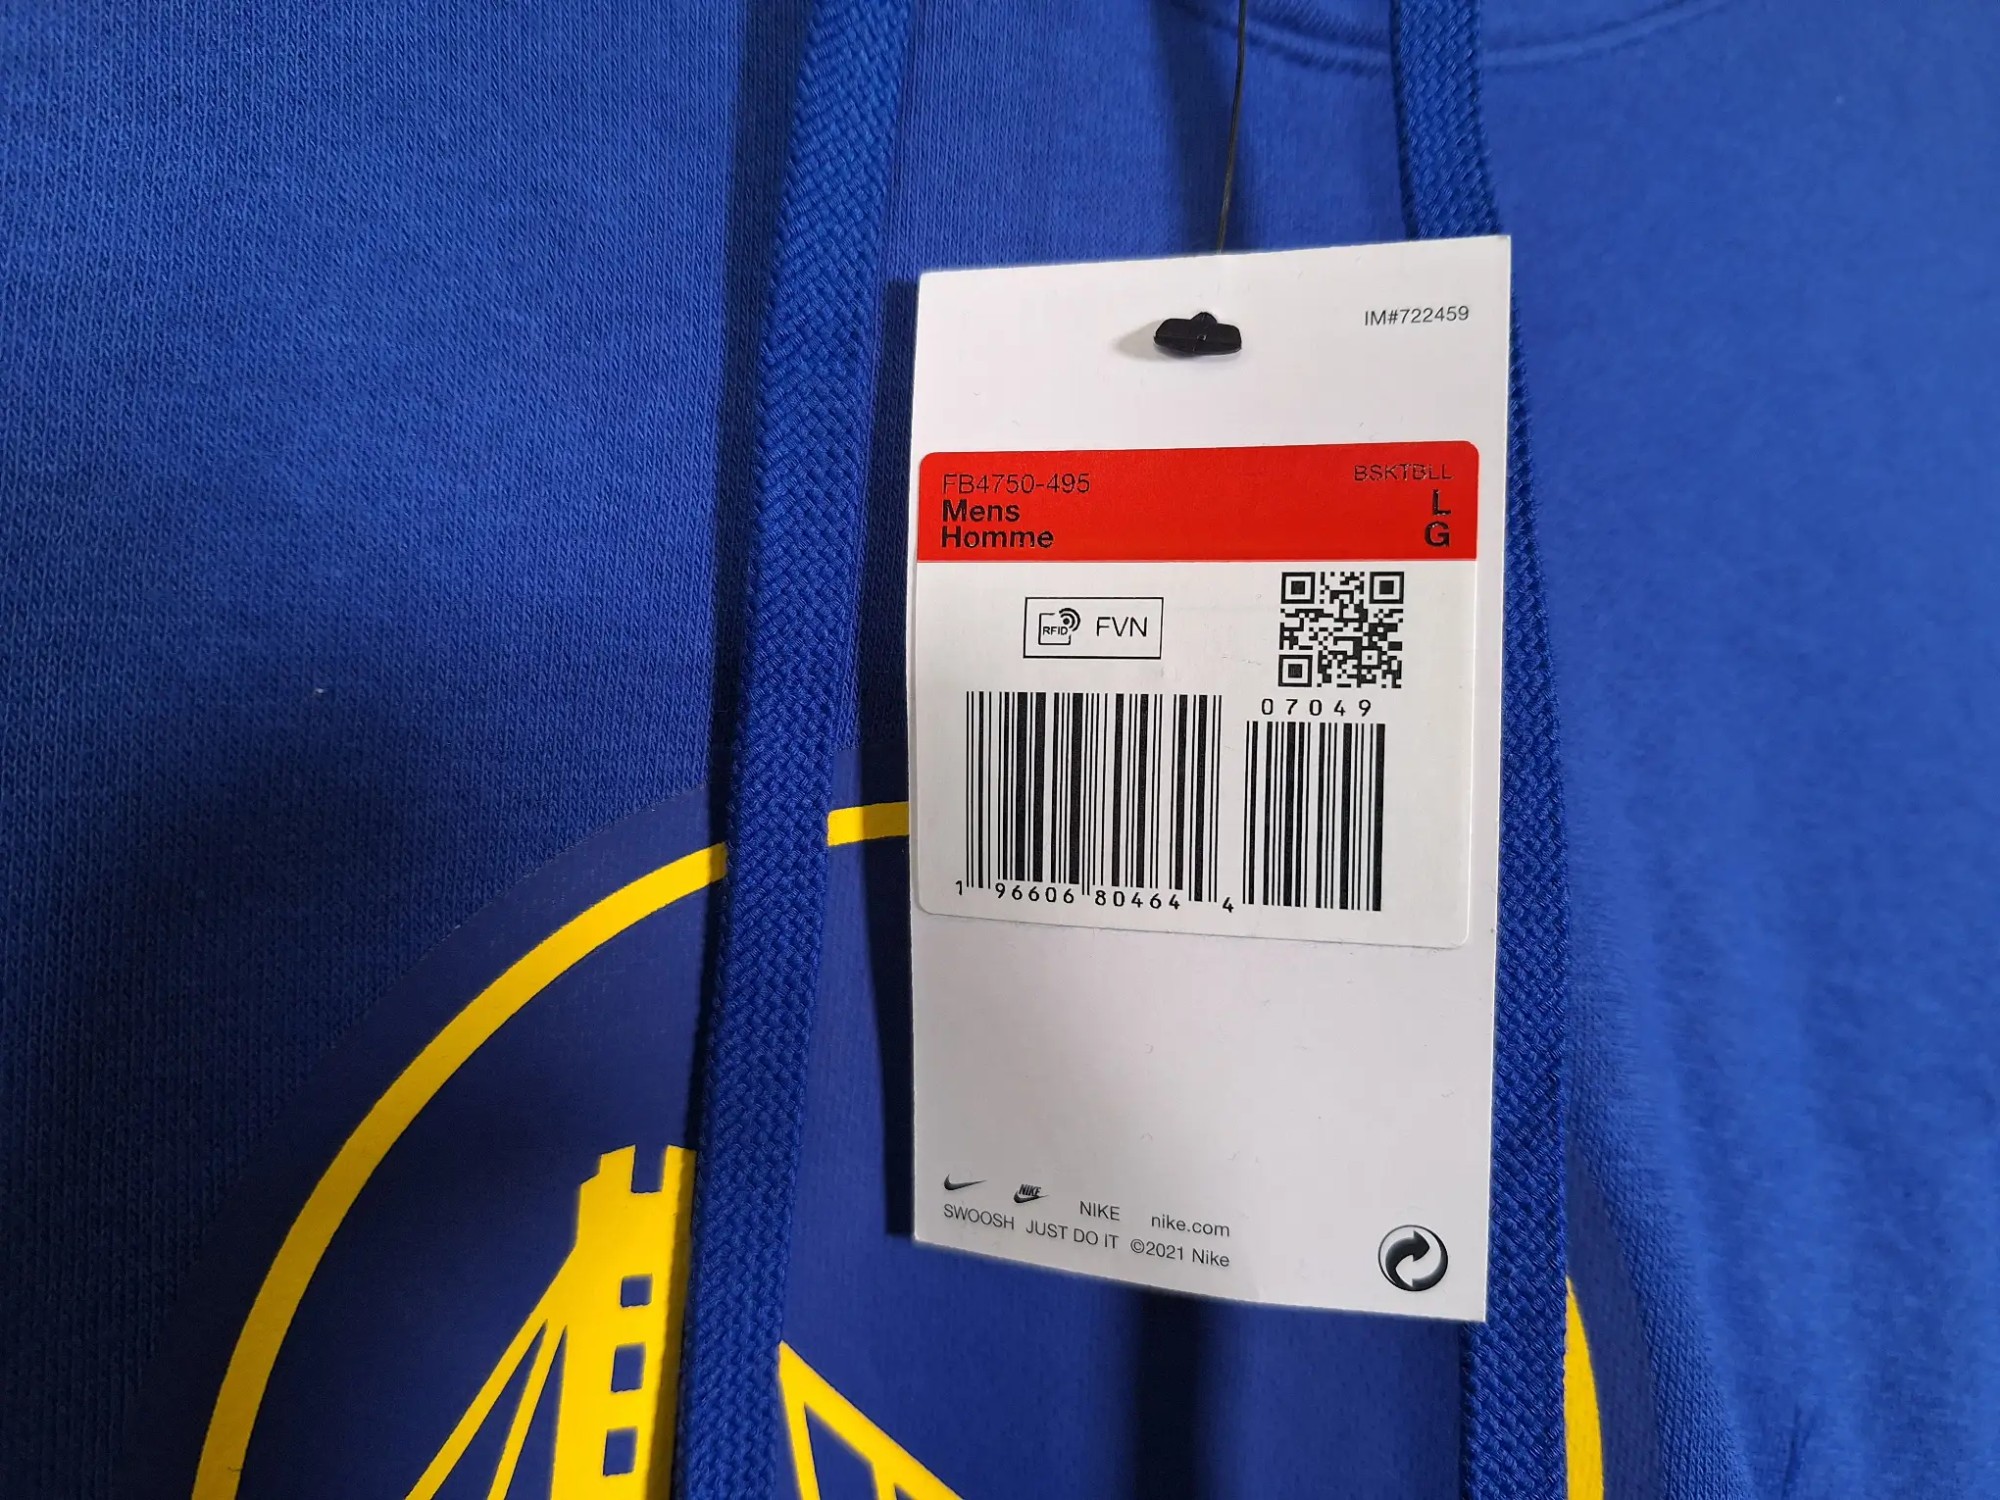 IM#722459
FB4750-495 BSKTBLL
Mens L
Homme G
RFID FVN
07049
1 96606 80464 4
NIKE
NIKE nike.com
SWOOSH JUST DO IT ©2021 Nike